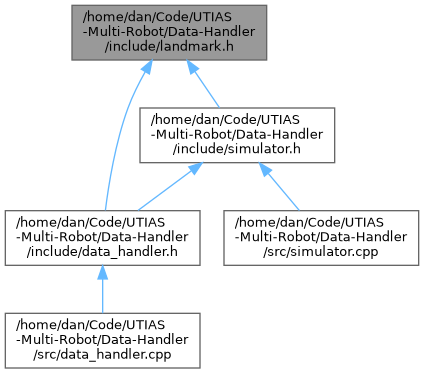 /home/dan/Code/UTIAS
-Multi-Robot/Data-Handler
/include/landmark.h
/home/dan/Code/UTIAS
-Multi-Robot/Data-Handler
/include/simulator.h
/home/dan/Code/UTIAS
-Multi-Robot/Data-Handler
/include/data_handler.h
/home/dan/Code/UTIAS
-Multi-Robot/Data-Handler
/src/simulator.cpp
/home/dan/Code/UTIAS
-Multi-Robot/Data-Handler
/src/data_handler.cpp